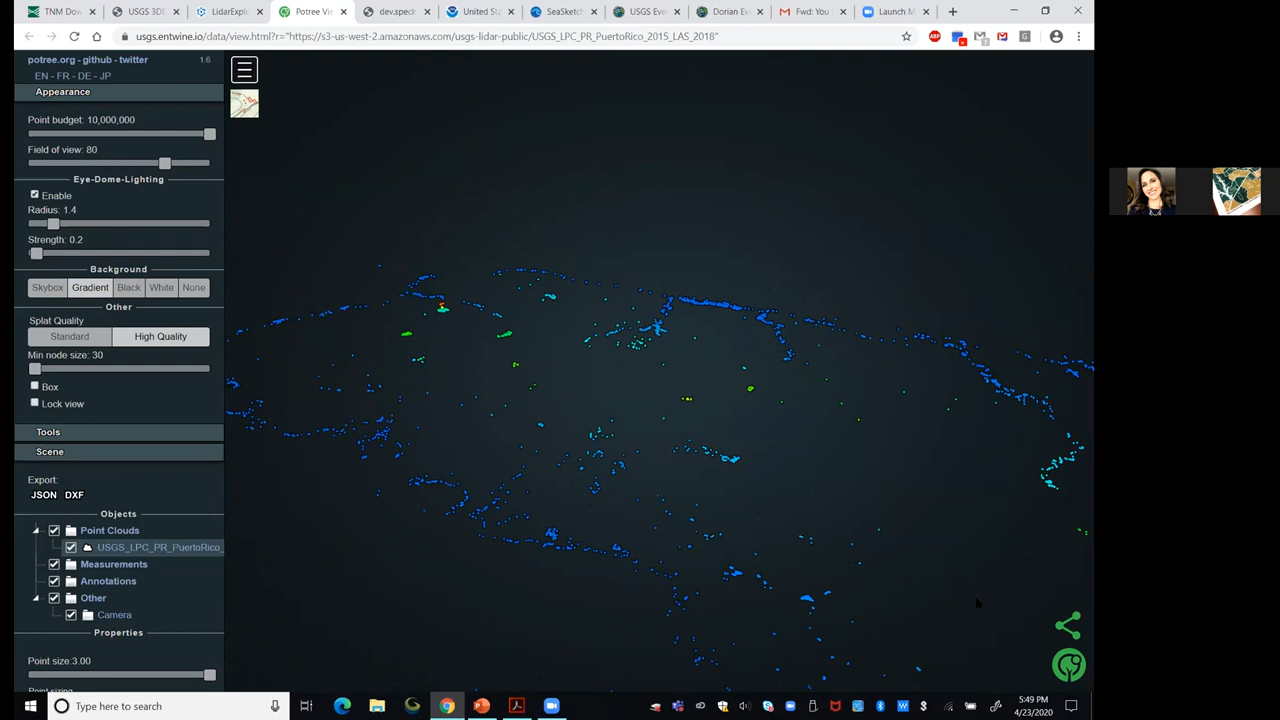 TNM Dow
USGS 3DE
LidarExplo
Potree Vie
dev.speck
United Sta
SeaSketch
USGS Eve
Dorian Ev
Fwd: You
Launch M
usgs.entwine.io/data/view.html?r="https://s3-us-west-2.amazonaws.com/usgs-lidar-public/USGS_LPC_PR_PuertoRico_2015_LAS_2018"
potree.org - github - twitter 1.6
EN - FR - DE - JP
Appearance
Point budget: 10,000,000
Field of view: 80
Eye-Dome-Lighting
Enable
Radius: 1.4
Strength: 0.2
Background
Skybox Gradient Black White None
Other
Splat Quality
Standard High Quality
Min node size: 30
Box
Lock view
Tools
Scene
Export:
JSON DXF
Objects
Point Clouds
USGS_LPC_PR_PuertoRico_
Measurements
Annotations
Other
Camera
Properties
Point size:3.00
Point sizing
Type here to search
5:49 PM
4/23/2020